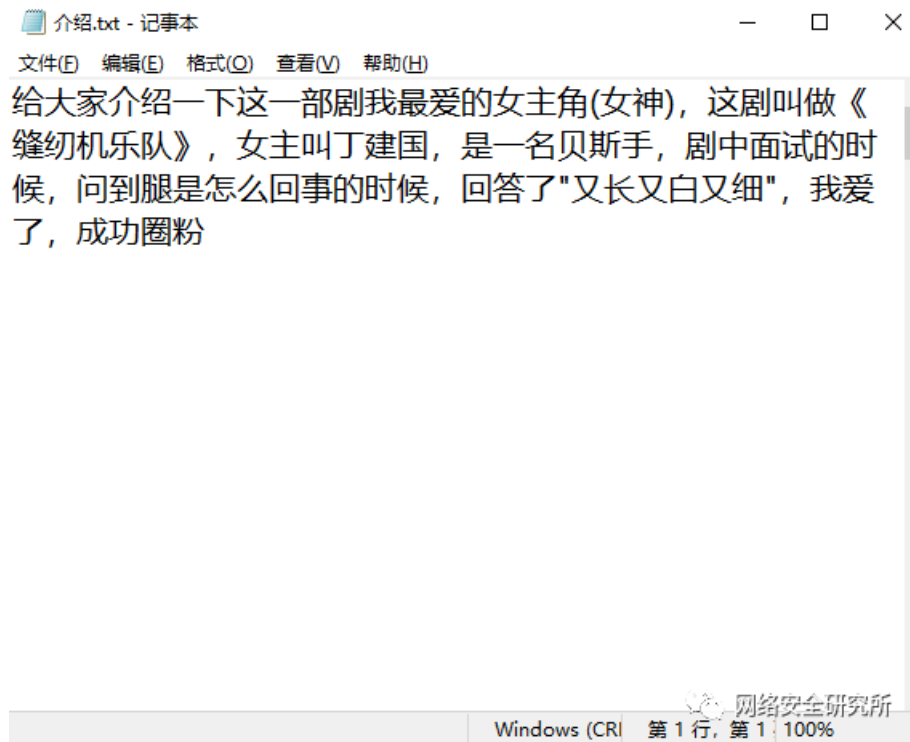 介绍.txt - 记事本
文件(F) 编辑(E) 格式(O) 查看(V) 帮助(H)
给大家介绍一下这一部剧我最爱的女主角(女神)，这剧叫做《
缝纫机乐队》，女主叫丁建国，是一名贝斯手，剧中面试的时
候，问到腿是怎么回事的时候，回答了"又长又白又细"，我爱
了，成功圈粉
网络安全研究所
Windows (CRI 第 1 行，第 1 100%